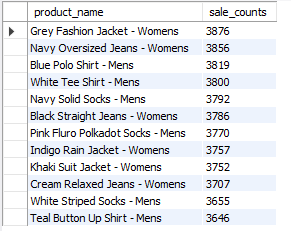 product_name sale_counts
Grey Fashion Jacket - Womens 3876
Navy Oversized Jeans - Womens 3856
Blue Polo Shirt - Mens 3819
White Tee Shirt - Mens 3800
Navy Solid Socks - Mens 3792
Black Straight Jeans - Womens 3786
Pink Fluro Polkadot Socks - Mens 3770
Indigo Rain Jacket - Womens 3757
Khaki Suit Jacket - Womens 3752
Cream Relaxed Jeans - Womens 3707
White Striped Socks - Mens 3655
Teal Button Up Shirt - Mens 3646